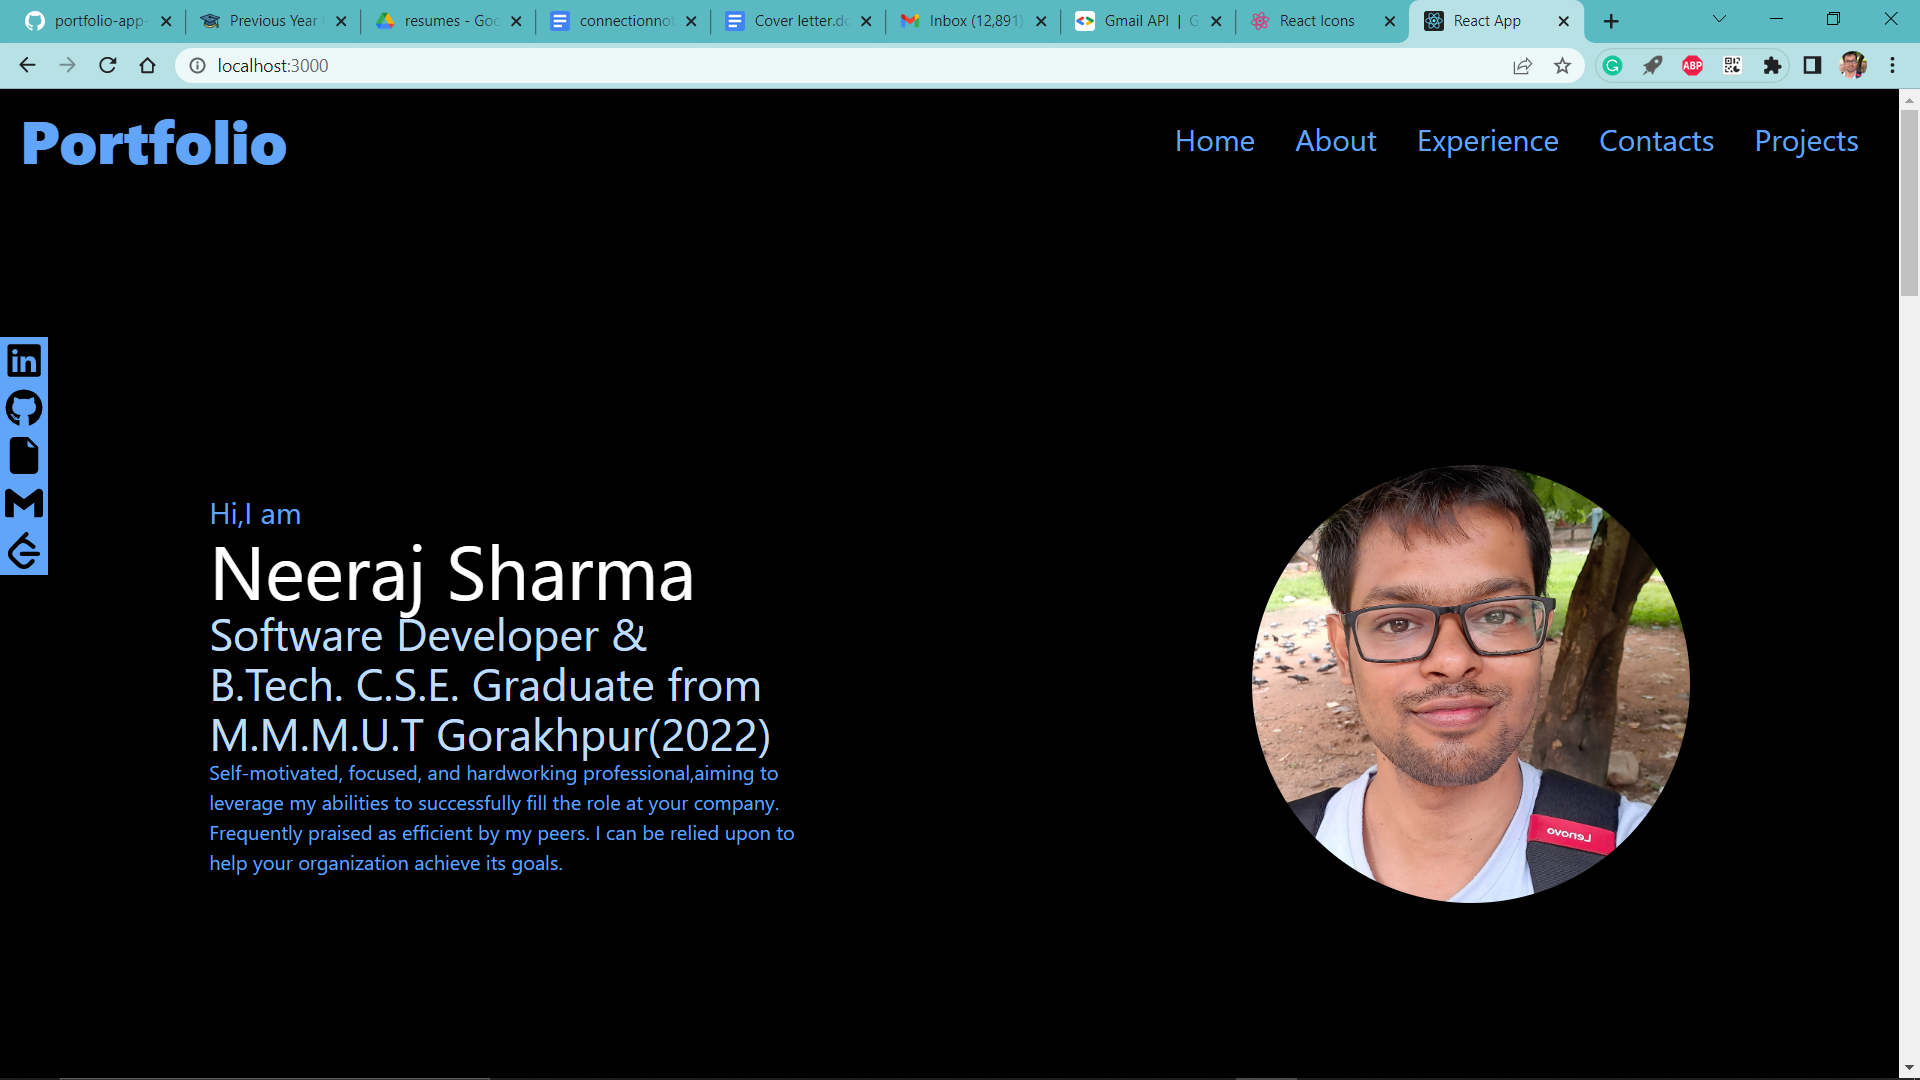 portfolio-app-
Previous Year
resumes - Goo
connectionno
Cover letter.do
Inbox (12,891)
Gmail API | G
React Icons
React App
localhost:3000
ABP
Portfolio
Home
About
Experience
Contacts
Projects
in
Hi,I am
Neeraj Sharma
Software Developer &
B.Tech. C.S.E. Graduate from
M.M.M.U.T Gorakhpur(2022)
Self-motivated, focused, and hardworking professional,aiming to
leverage my abilities to successfully fill the role at your company.
Frequently praised as efficient by my peers. I can be relied upon to
help your organization achieve its goals.
Lenovo